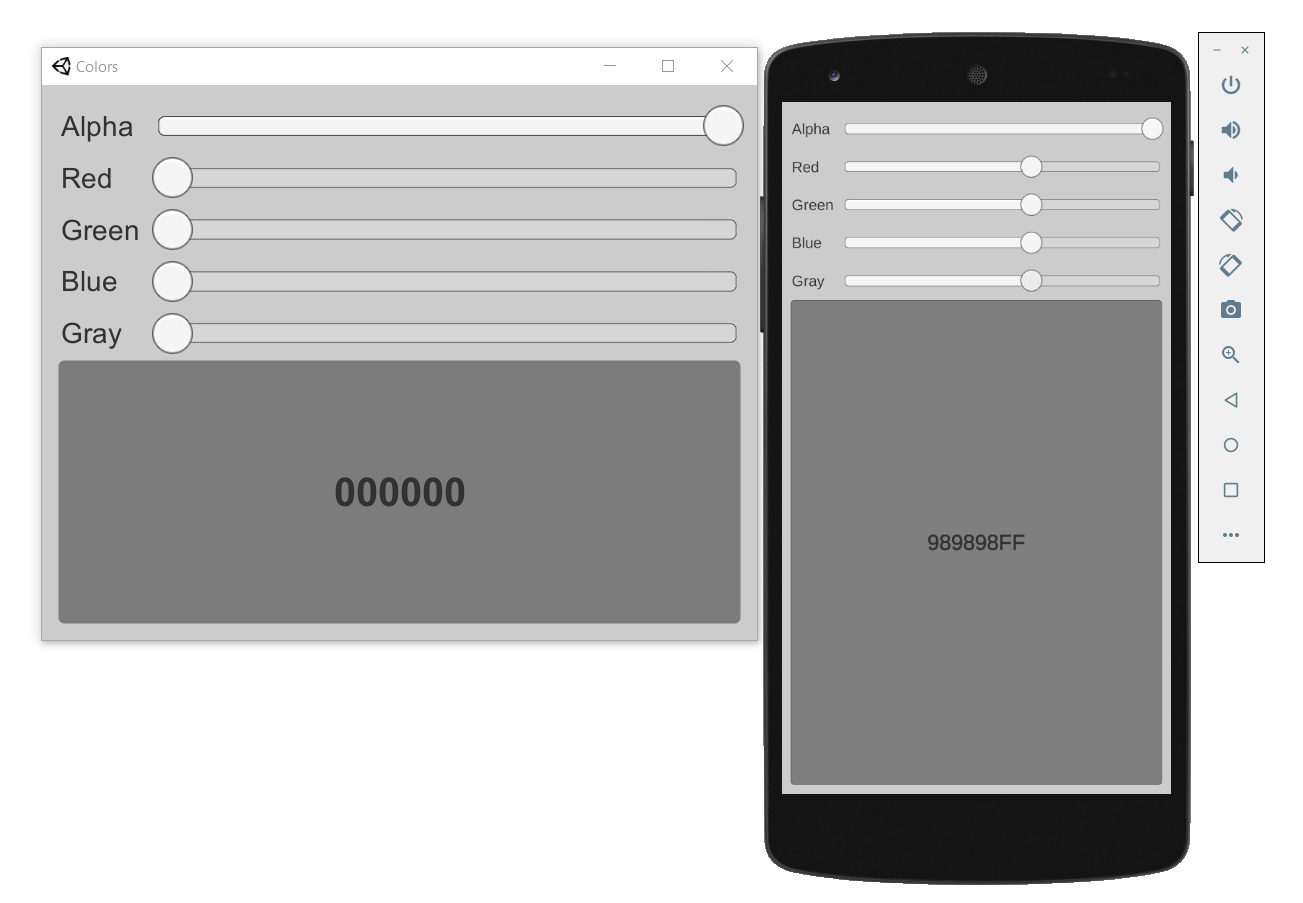 Colors
Alpha
Red
Green
Blue
Gray
000000
Alpha
Red
Green
Blue
Gray
989898FF